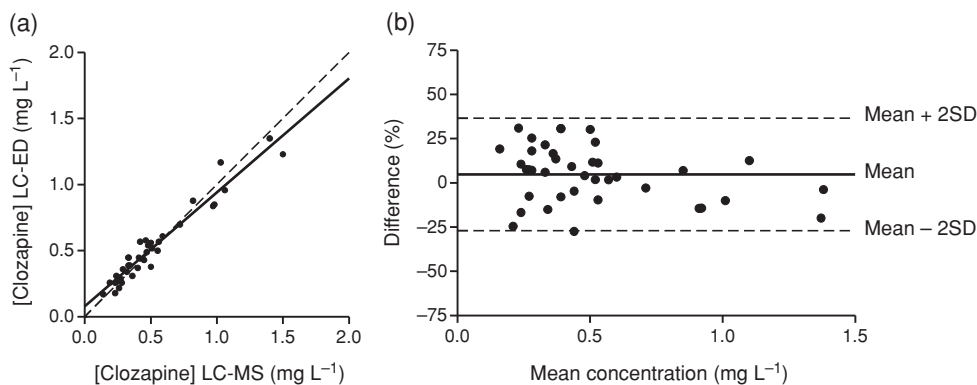 (a)
2.0
1.5
1.0
0.5
0.0
[Clozapine] LC-ED (mg L⁻¹)
0.0 0.5 1.0 1.5 2.0
[Clozapine] LC-MS (mg L⁻¹)
(b)
75
50
25
0
−25
−50
−75
Difference (%)
Mean + 2SD
Mean
Mean − 2SD
0.0 0.5 1.0 1.5
Mean concentration (mg L⁻¹)